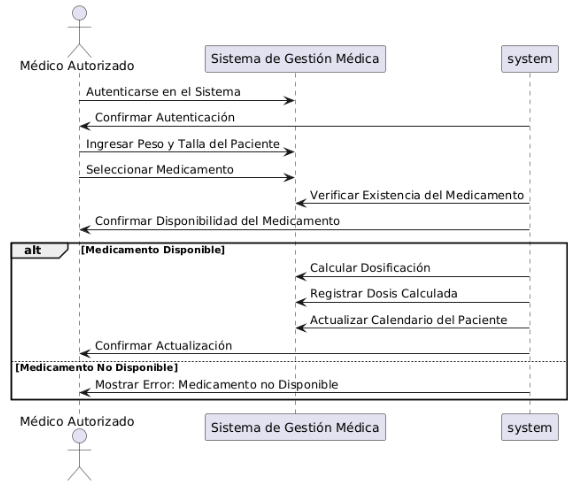 Médico Autorizado
Sistema de Gestión Médica
system
Autenticarse en el Sistema
Confirmar Autenticación
Ingresar Peso y Talla del Paciente
Seleccionar Medicamento
Verificar Existencia del Medicamento
Confirmar Disponibilidad del Medicamento
alt
[Medicamento Disponible]
Calcular Dosificación
Registrar Dosis Calculada
Actualizar Calendario del Paciente
Confirmar Actualización
[Medicamento No Disponible]
Mostrar Error: Medicamento no Disponible
Médico Autorizado
Sistema de Gestión Médica
system